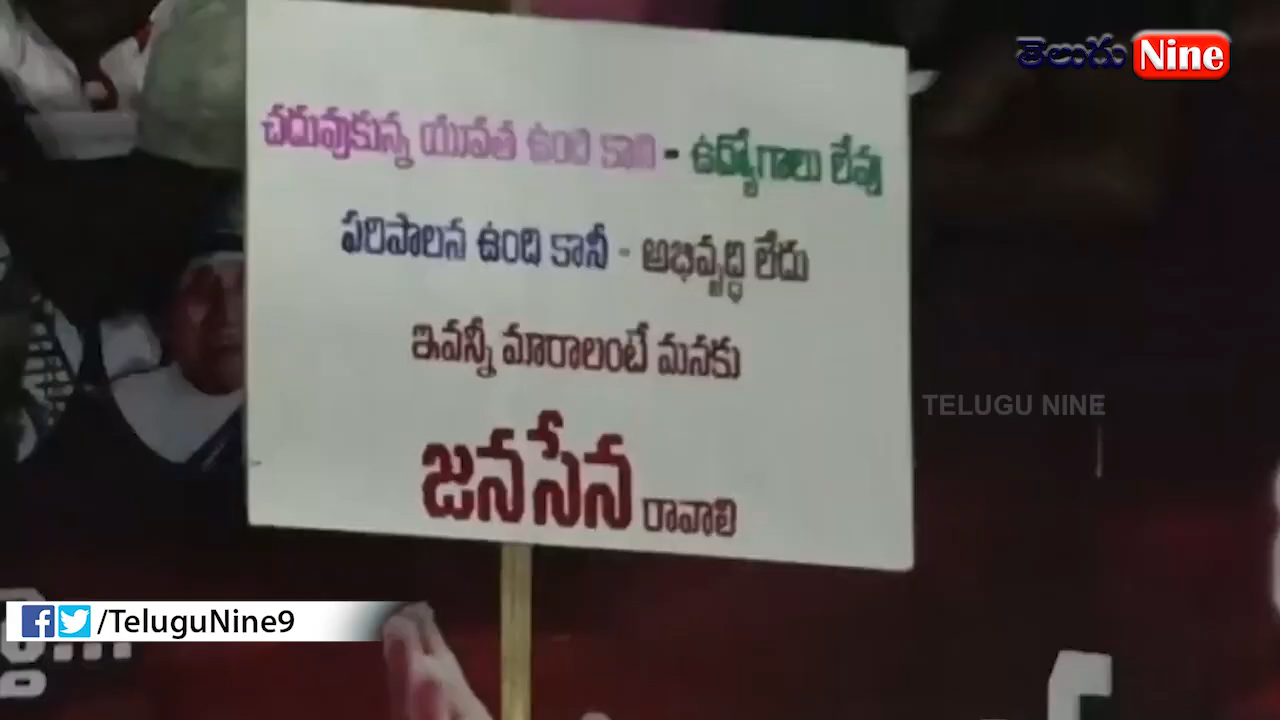 తెలుగు Nine
చదువుకున్న యువత ఉంది కాని - ఉద్యోగాలు లేవు
పరిపాలన ఉంది కానీ - అభివృద్ధి లేదు
ఇవన్నీ మారాలంటే మనకు
జనసేన రావాలి
TELUGU NINE
/TeluguNine9